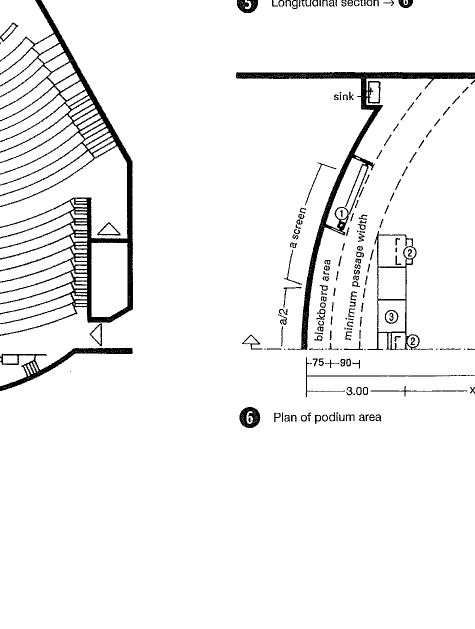 5 Longitudinal section → 6
sink
a screen
1
a/2
blackboard area
minimum passage width
2
3
2
75
90
3.00
x
6 Plan of podium area